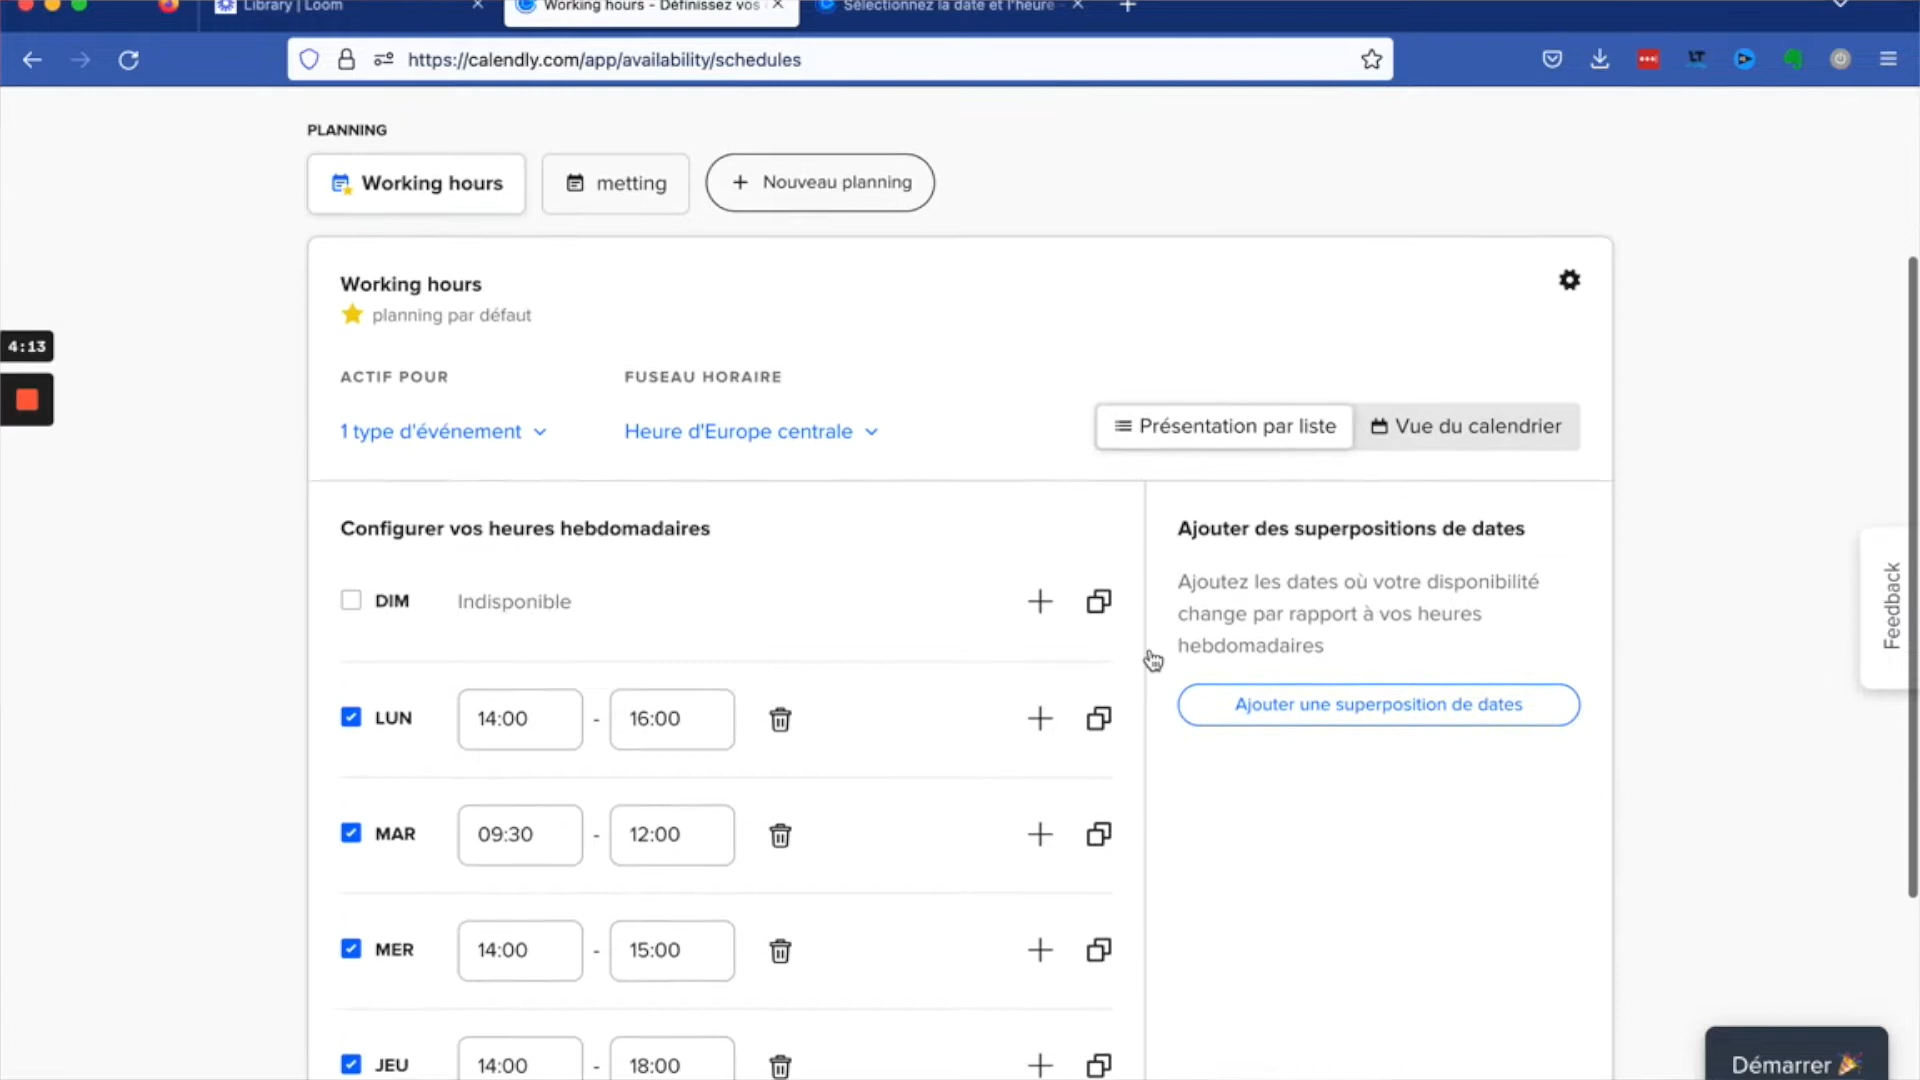 Library | Loom
Working hours - Définissez vos
Sélectionnez la date et l'heure -
https://calendly.com/app/availability/schedules
LT
PLANNING
Working hours
metting
+ Nouveau planning
Working hours
planning par défaut
4:13
ACTIF POUR
FUSEAU HORAIRE
1 type d'événement
Heure d'Europe centrale
Présentation par liste
Vue du calendrier
Configurer vos heures hebdomadaires
Ajouter des superpositions de dates
DIM Indisponible
Ajoutez les dates où votre disponibilité
change par rapport à vos heures
hebdomadaires
Ajouter une superposition de dates
Feedback
LUN 14:00 - 16:00
MAR 09:30 - 12:00
MER 14:00 - 15:00
JEU 14:00 - 18:00
Démarrer 🎉